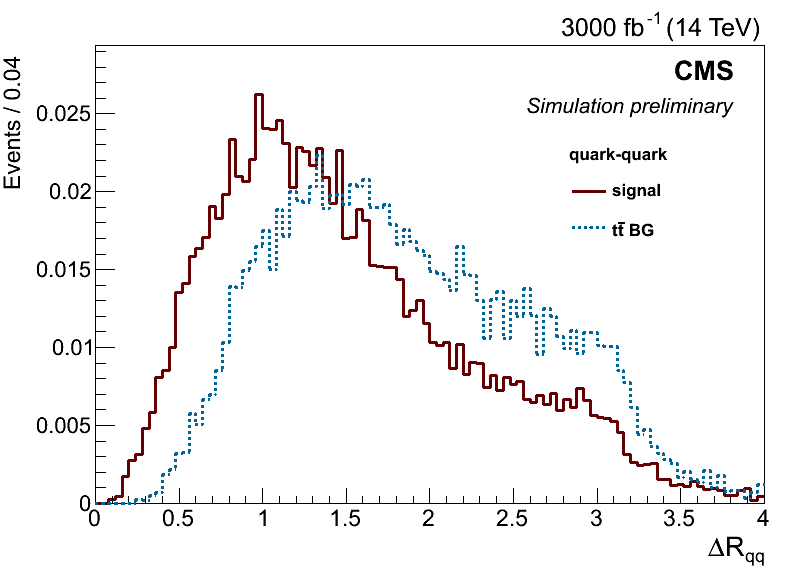 3000 fb⁻¹ (14 TeV)
Events / 0.04
CMS
Simulation preliminary
quark-quark
signal
tt̄ BG
0.025
0.02
0.015
0.01
0.005
0
0 0.5 1 1.5 2 2.5 3 3.5 4
ΔR_qq